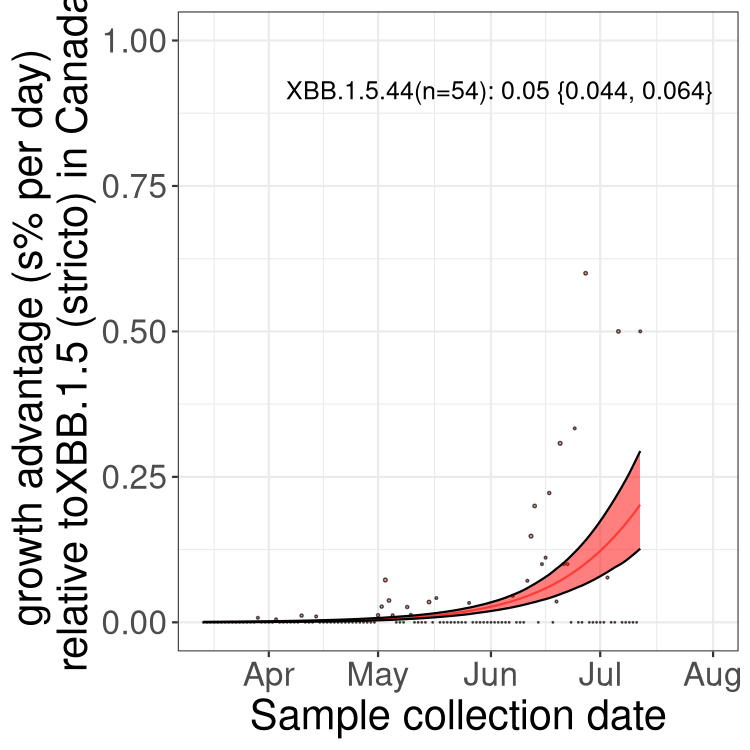 growth advantage (s% per day)
relative toXBB.1.5 (stricto) in Canada
1.00
0.75
0.50
0.25
0.00
XBB.1.5.44(n=54): 0.05 {0.044, 0.064}
Apr May Jun Jul Aug
Sample collection date